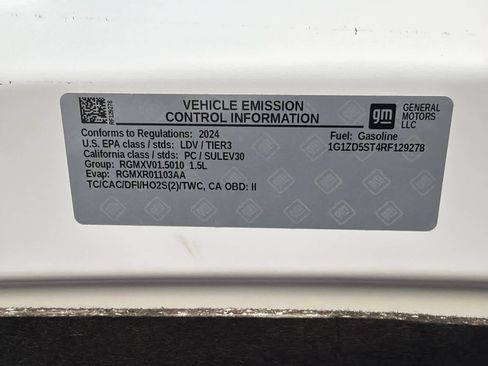 RF129278
VEHICLE EMISSION
CONTROL INFORMATION
gm
GENERAL
MOTORS
LLC
Conforms to Regulations: 2024
U.S. EPA class / stds: LDV / TIER3
California class / stds: PC / SULEV30
Group: RGMXV01.5010 1.5L
Evap: RGMXR01103AA
TC/CAC/DFI/HO2S(2)/TWC, CA OBD: II
Fuel: Gasoline
1G1ZD5ST4RF129278